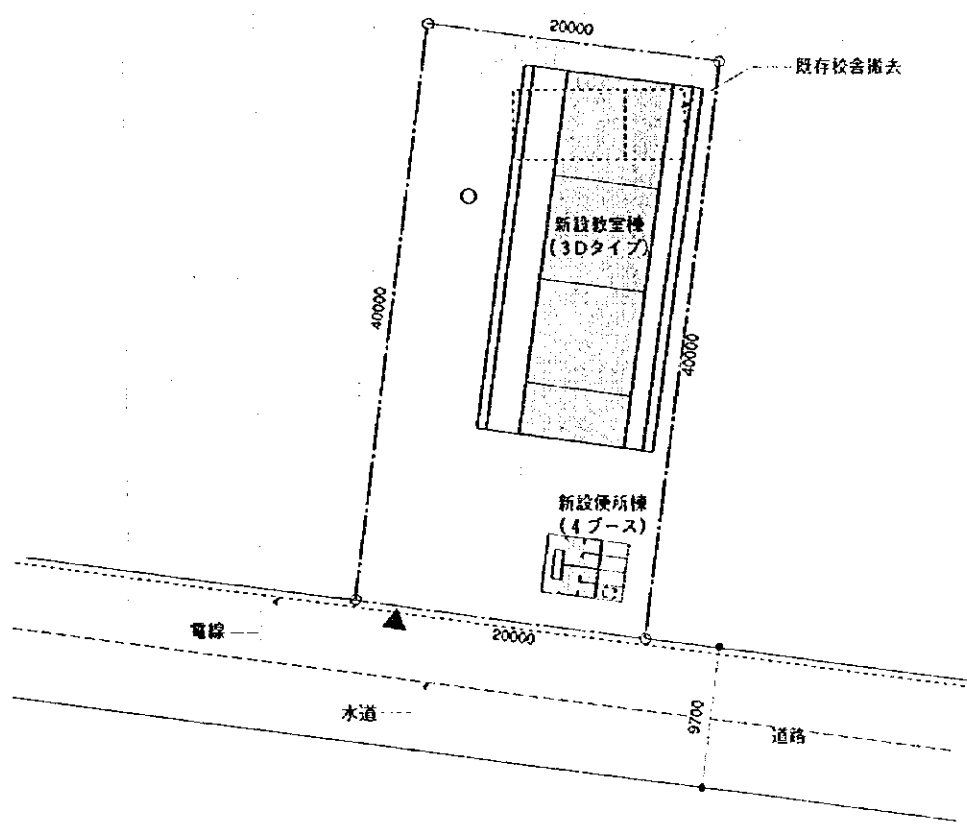 20000
既存校舎撤去
新設教室棟
(3Dタイプ)
40000
40000
新設便所棟
(4ブース)
電線
20000
水道
9700
道路